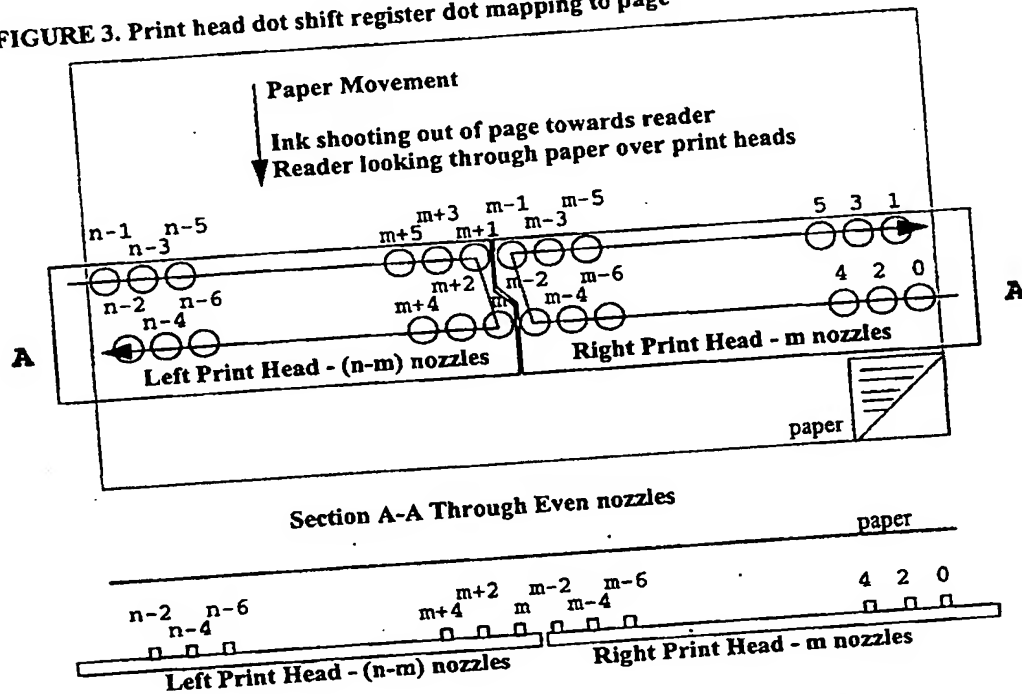 FIGURE 3. Print head dot shift register dot mapping to page
Paper Movement
Ink shooting out of page towards reader
Reader looking through paper over print heads
n-1 n-3 n-5 m+5 m+3 m+1 m-1 m-3 m-5 5 3 1
n-2 n-4 n-6 m+4 m+2 m m-2 m-4 m-6 4 2 0
A A
Left Print Head - (n-m) nozzles Right Print Head - m nozzles
paper
Section A-A Through Even nozzles
paper
n-2 n-4 n-6 m+4 m+2 m m-2 m-4 m-6 4 2 0
Left Print Head - (n-m) nozzles Right Print Head - m nozzles